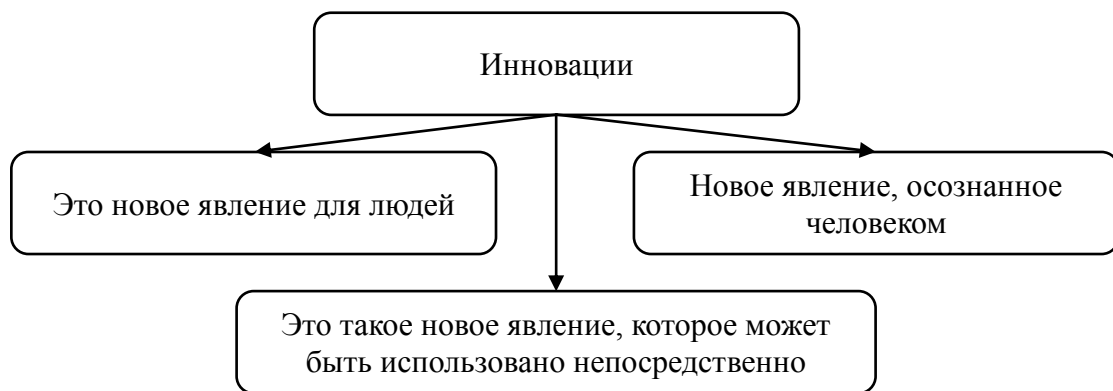 Инновации
Это новое явление для людей
Новое явление, осознанное
человеком
Это такое новое явление, которое может
быть использовано непосредственно